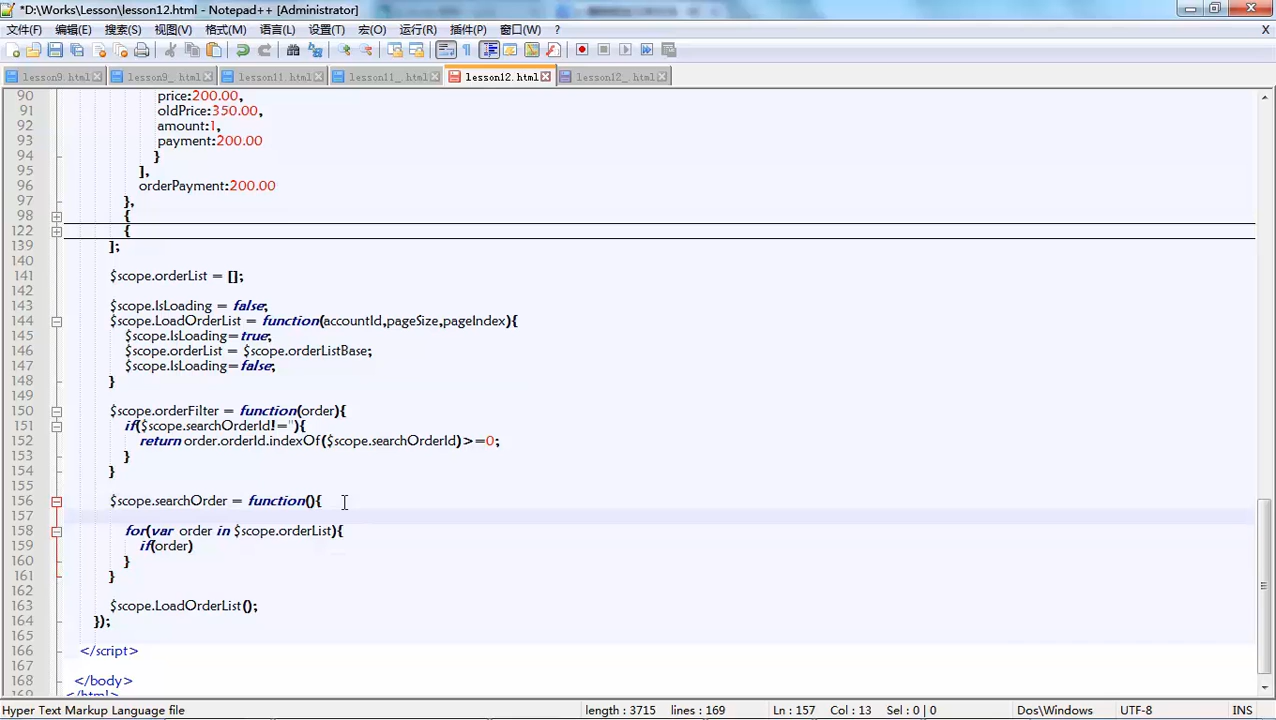 *D:\Works\Lesson\lesson12.html - Notepad++ [Administrator]
文件(F) 编辑(E) 搜索(S) 视图(V) 格式(M) 语言(L) 设置(T) 宏(O) 运行(R) 插件(P) 窗口(W) ? X
lesson9.html lesson9_.html lesson11.html lesson11_.html lesson12.html lesson12_.html
90 price:200.00,
91 oldPrice:350.00,
92 amount:1,
93 payment:200.00
94 }
95 ],
96 orderPayment:200.00
97 },
98 {
122 {
139 ];
140
141 $scope.orderList = [];
142
143 $scope.IsLoading = false;
144 $scope.LoadOrderList = function(accountId,pageSize,pageIndex){
145 $scope.IsLoading=true;
146 $scope.orderList = $scope.orderListBase;
147 $scope.IsLoading=false;
148 }
149
150 $scope.orderFilter = function(order){
151 if($scope.searchOrderId!=''){
152 return order.orderId.indexOf($scope.searchOrderId)>=0;
153 }
154 }
155
156 $scope.searchOrder = function(){
157
158 for(var order in $scope.orderList){
159 if(order)
160 }
161 }
162
163 $scope.LoadOrderList();
164 });
165
166 </script>
167
168 </body>
169 </html>
Hyper Text Markup Language file length : 3715 lines : 169 Ln : 157 Col : 13 Sel : 0 | 0 Dos\Windows UTF-8 INS